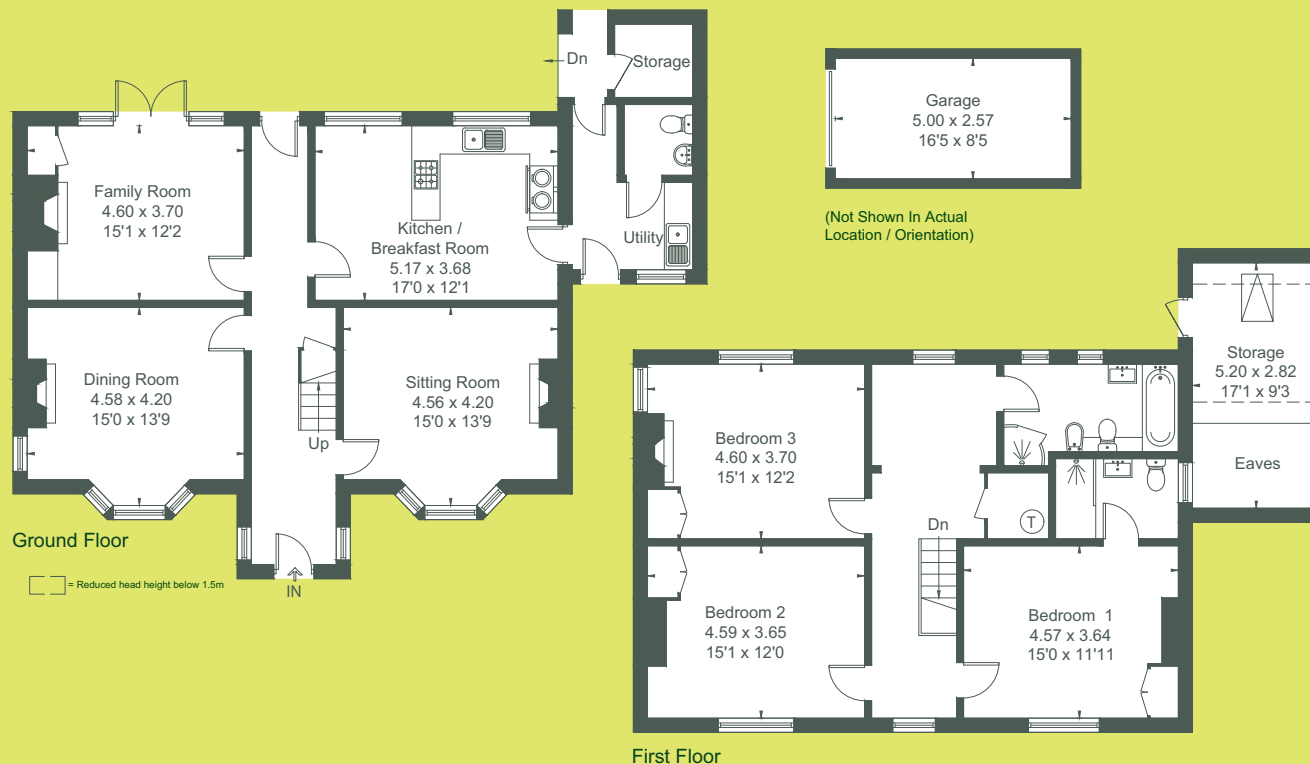 Dn
Storage
Family Room
4.60 x 3.70
15'1 x 12'2
Kitchen /
Breakfast Room
5.17 x 3.68
17'0 x 12'1
Utility
Dining Room
4.58 x 4.20
15'0 x 13'9
Up
Sitting Room
4.56 x 4.20
15'0 x 13'9
IN
Ground Floor
= Reduced head height below 1.5m
Garage
5.00 x 2.57
16'5 x 8'5
(Not Shown In Actual
Location / Orientation)
Storage
5.20 x 2.82
17'1 x 9'3
Eaves
Bedroom 3
4.60 x 3.70
15'1 x 12'2
T
Dn
Bedroom 2
4.59 x 3.65
15'1 x 12'0
Bedroom 1
4.57 x 3.64
15'0 x 11'11
First Floor